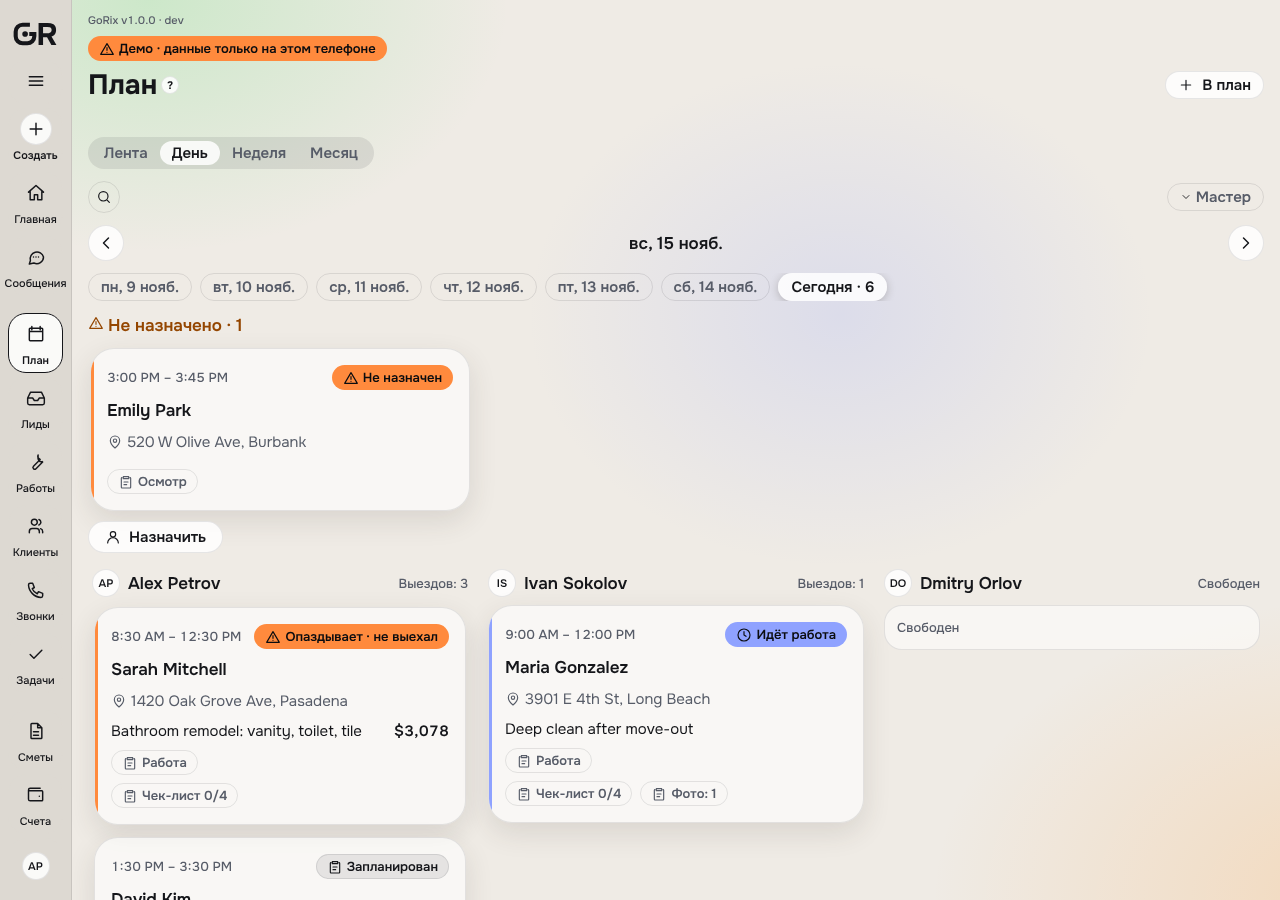 GR
Создать
Главная
Сообщения
План
Лиды
Работы
Клиенты
Звонки
Задачи
Сметы
Счета
AP
GoRix v1.0.0 · dev
Демо · данные только на этом телефоне
План ?
В план
Лента День Неделя Месяц
Мастер
вс, 15 нояб.
пн, 9 нояб. вт, 10 нояб. ср, 11 нояб. чт, 12 нояб. пт, 13 нояб. сб, 14 нояб. Сегодня · 6
Не назначено · 1
3:00 PM – 3:45 PM Не назначен
Emily Park
520 W Olive Ave, Burbank
Осмотр
Назначить
AP Alex Petrov Выездов: 3
8:30 AM – 12:30 PM Опаздывает · не выехал
Sarah Mitchell
1420 Oak Grove Ave, Pasadena
Bathroom remodel: vanity, toilet, tile $3,078
Работа
Чек-лист 0/4
1:30 PM – 3:30 PM Запланирован
David Kim
IS Ivan Sokolov Выездов: 1
9:00 AM – 12:00 PM Идёт работа
Maria Gonzalez
3901 E 4th St, Long Beach
Deep clean after move-out
Работа
Чек-лист 0/4 Фото: 1
DO Dmitry Orlov Свободен
Свободен